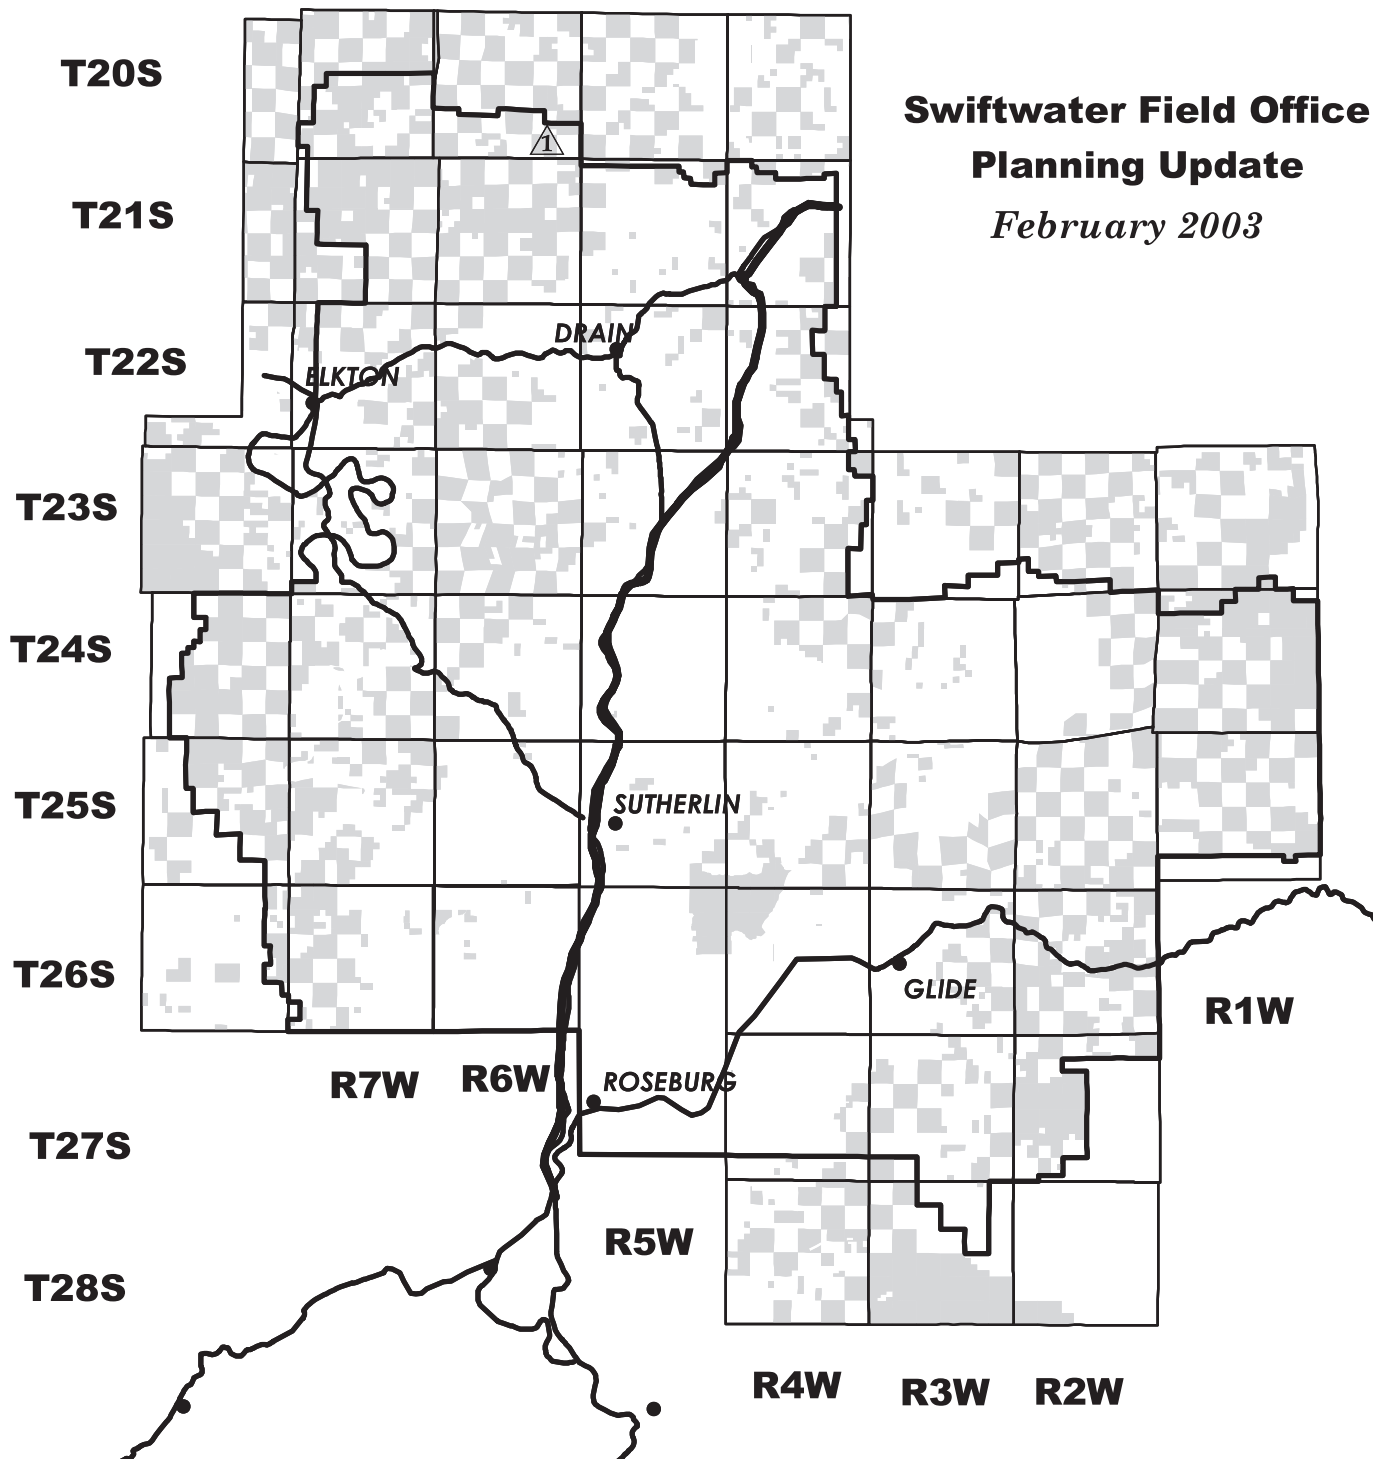 T20S
Swiftwater Field Office
Planning Update
February 2003
1
T21S
DRAIN
T22S
ELKTON
T23S
T24S
T25S
SUTHERLIN
T26S
GLIDE
R1W
R7W
R6W
ROSEBURG
T27S
R5W
T28S
R4W
R3W
R2W